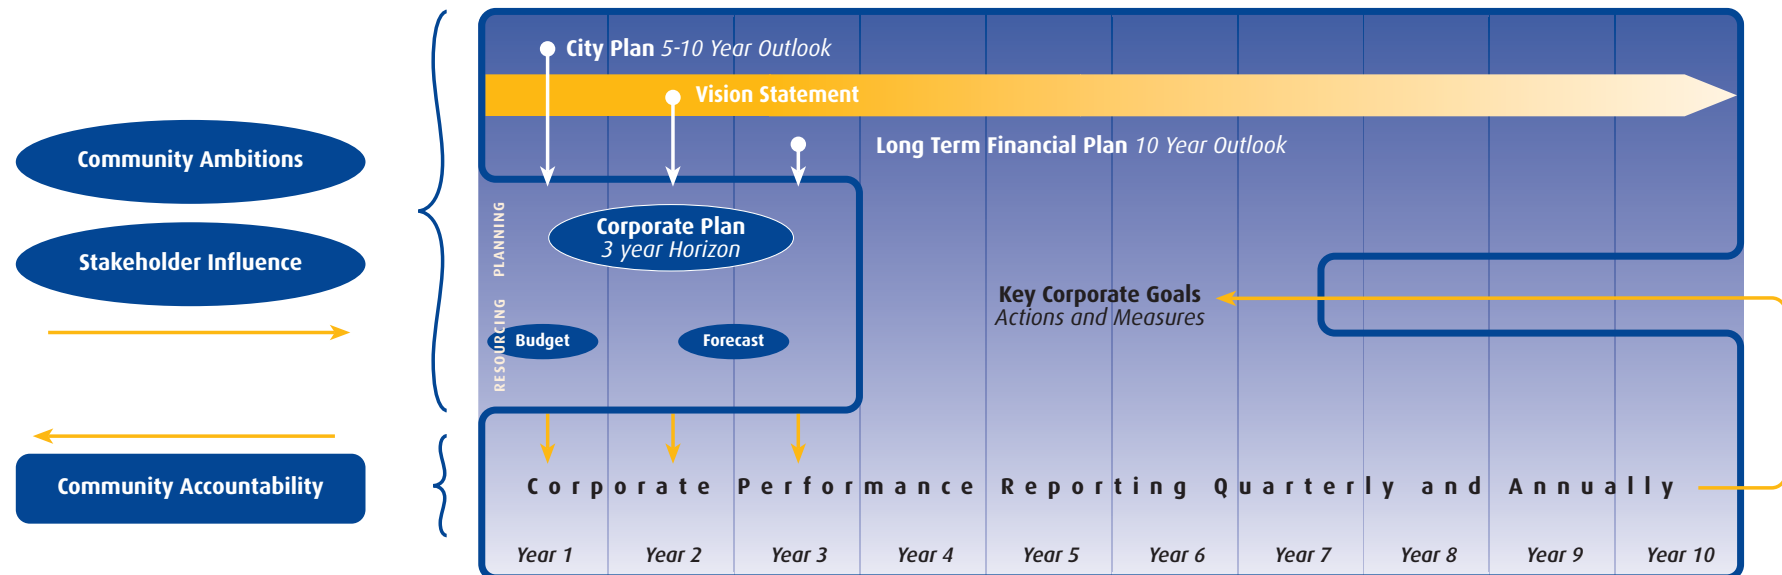 City Plan 5-10 Year Outlook
Vision Statement
Long Term Financial Plan 10 Year Outlook
Community Ambitions
Stakeholder Influence
PLANNING
Corporate Plan
3 year Horizon
Key Corporate Goals
Actions and Measures
RESOURCING
Budget
Forecast
Community Accountability
Corporate Performance Reporting Quarterly and Annually
Year 1 Year 2 Year 3 Year 4 Year 5 Year 6 Year 7 Year 8 Year 9 Year 10